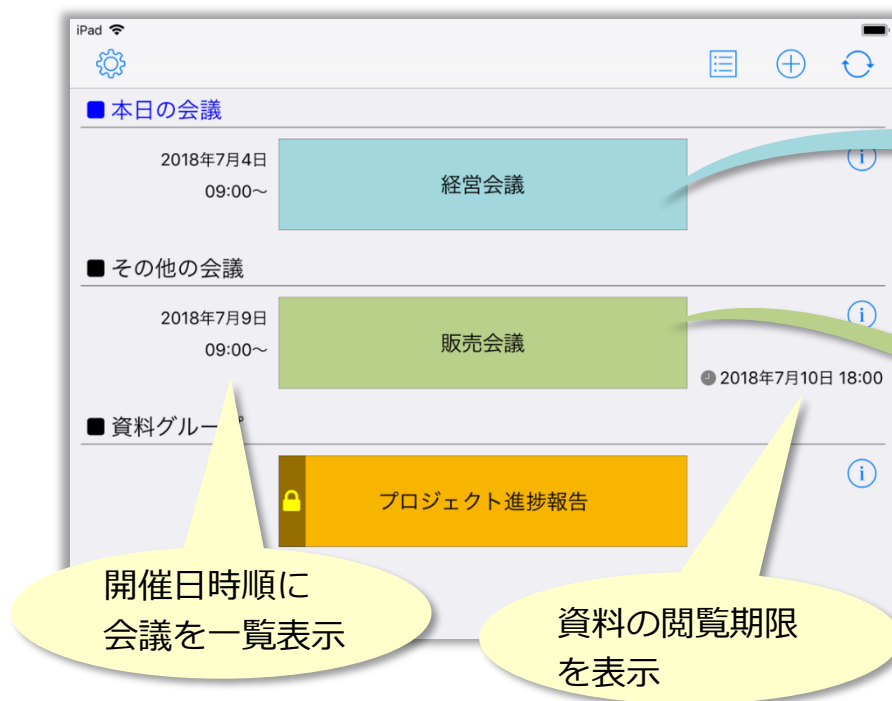 iPad
本日の会議
2018年7月4日
09:00～
経営会議
その他の会議
2018年7月9日
09:00～
販売会議
2018年7月10日 18:00
資料グループ
プロジェクト進捗報告
開催日時順に
会議を一覧表示
資料の閲覧期限
を表示